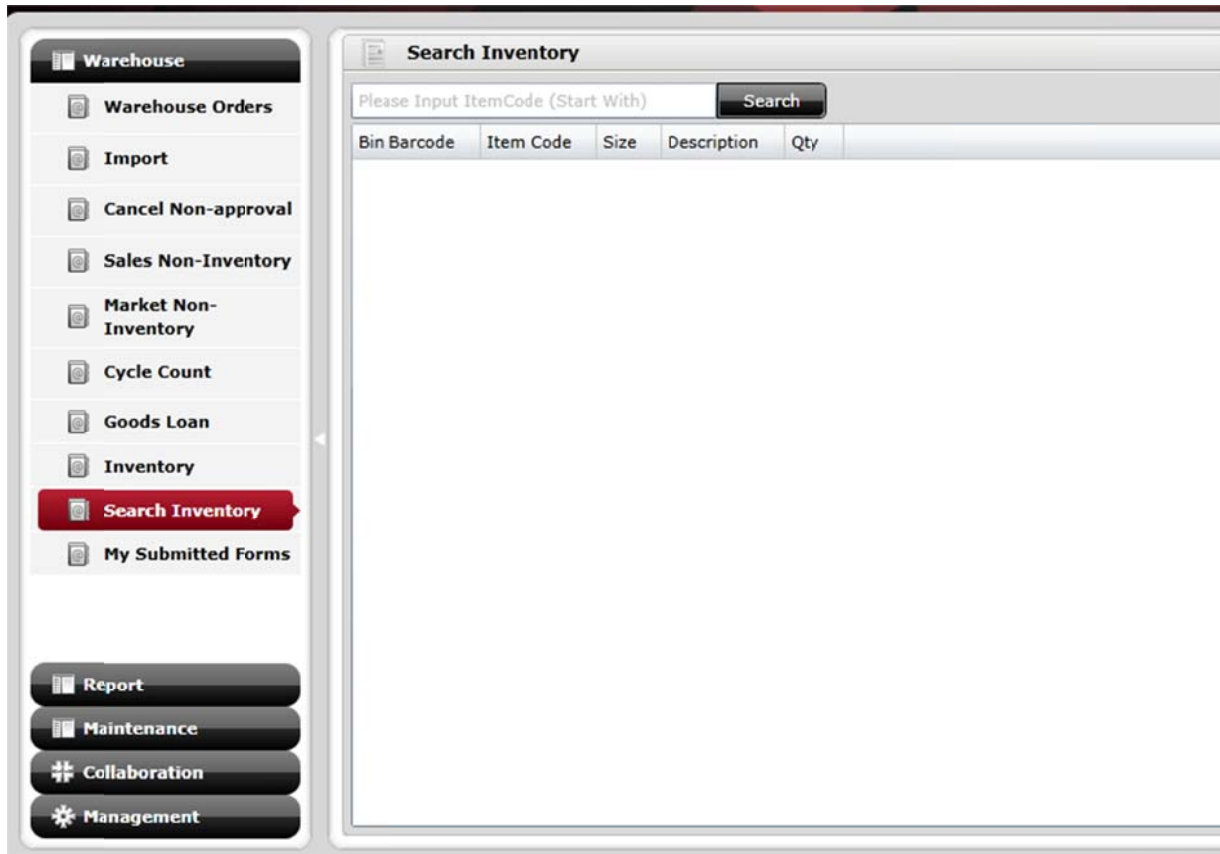 Warehouse
Warehouse Orders
Import
Cancel Non-approval
Sales Non-Inventory
Market Non-
Inventory
Cycle Count
Goods Loan
Inventory
Search Inventory
My Submitted Forms
Report
Maintenance
Collaboration
Management
Search Inventory
Please Input ItemCode (Start With) Search
Bin Barcode Item Code Size Description Qty